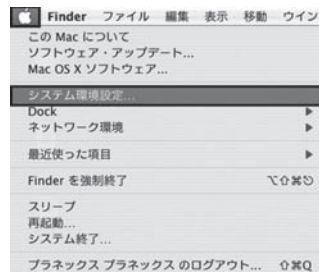 Finder ファイル 編集 表示 移動 ウイン
この Mac について
ソフトウェア・アップデート...
Mac OS X ソフトウェア...
システム環境設定...
Dock
ネットワーク環境
最近使った項目
Finder を強制終了 ⌥⇧⌘⎋
スリープ
再起動...
システム終了...
プラネックス プラネックス のログアウト... ⇧⌘Q